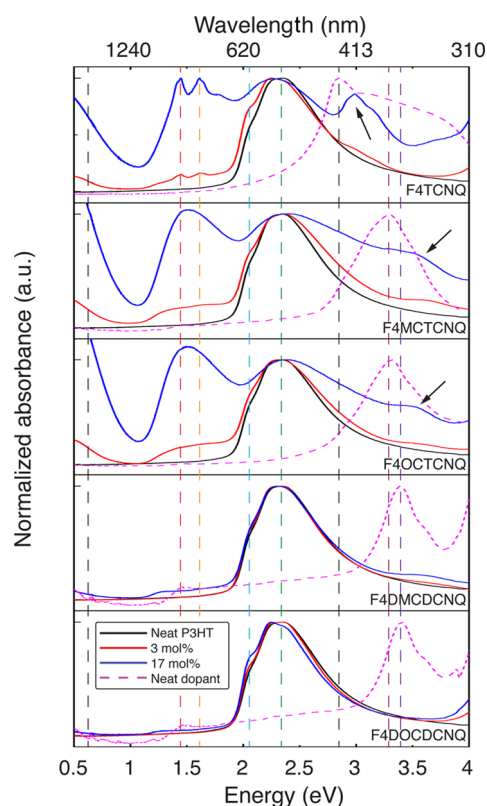 Wavelength (nm)
1240 620 413 310
F4TCNQ
F4MCTCNQ
F4OCTCNQ
F4DMCDCNQ
Neat P3HT
3 mol%
17 mol%
Neat dopant
F4DOCDCNQ
0.5 1 1.5 2 2.5 3 3.5 4
Energy (eV)
Normalized absorbance (a.u.)